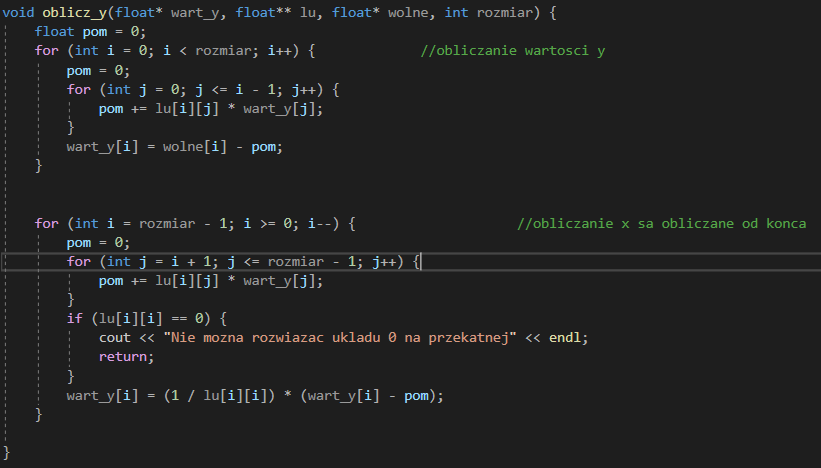 void oblicz_y(float* wart_y, float** lu, float* wolne, int rozmiar) {
    float pom = 0;
    for (int i = 0; i < rozmiar; i++) {             //obliczanie wartosci y
        pom = 0;
        for (int j = 0; j <= i - 1; j++) {
            pom += lu[i][j] * wart_y[j];
        }
        wart_y[i] = wolne[i] - pom;
    }
    for (int i = rozmiar - 1; i >= 0; i--) {                    //obliczanie x sa obliczane od konca
        pom = 0;
        for (int j = i + 1; j <= rozmiar - 1; j++) {
            pom += lu[i][j] * wart_y[j];
        }
        if (lu[i][i] == 0) {
            cout << "Nie mozna rozwiazac ukladu 0 na przekatnej" << endl;
            return;
        }
        wart_y[i] = (1 / lu[i][i]) * (wart_y[i] - pom);
    }
}